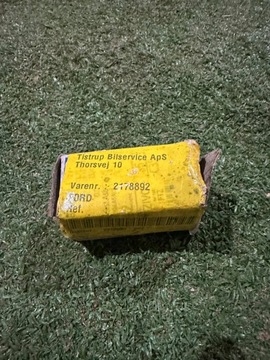 Tistrup Bilservice ApS
Thorsvej 10
Varenr. 2178892
FORD
Ref.